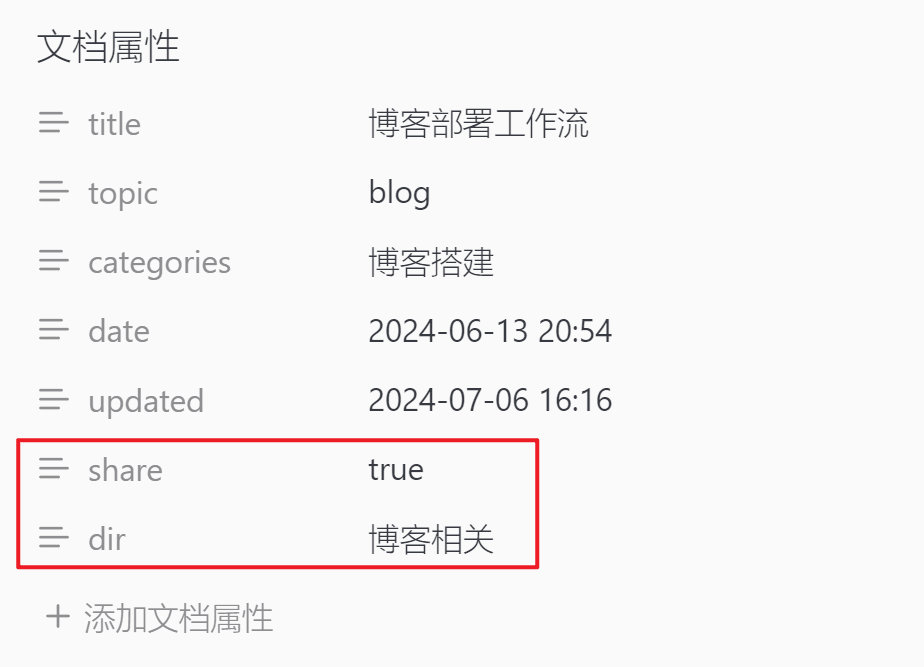 文档属性
title 博客部署工作流
topic blog
categories 博客搭建
date 2024-06-13 20:54
updated 2024-07-06 16:16
share true
dir 博客相关
+ 添加文档属性